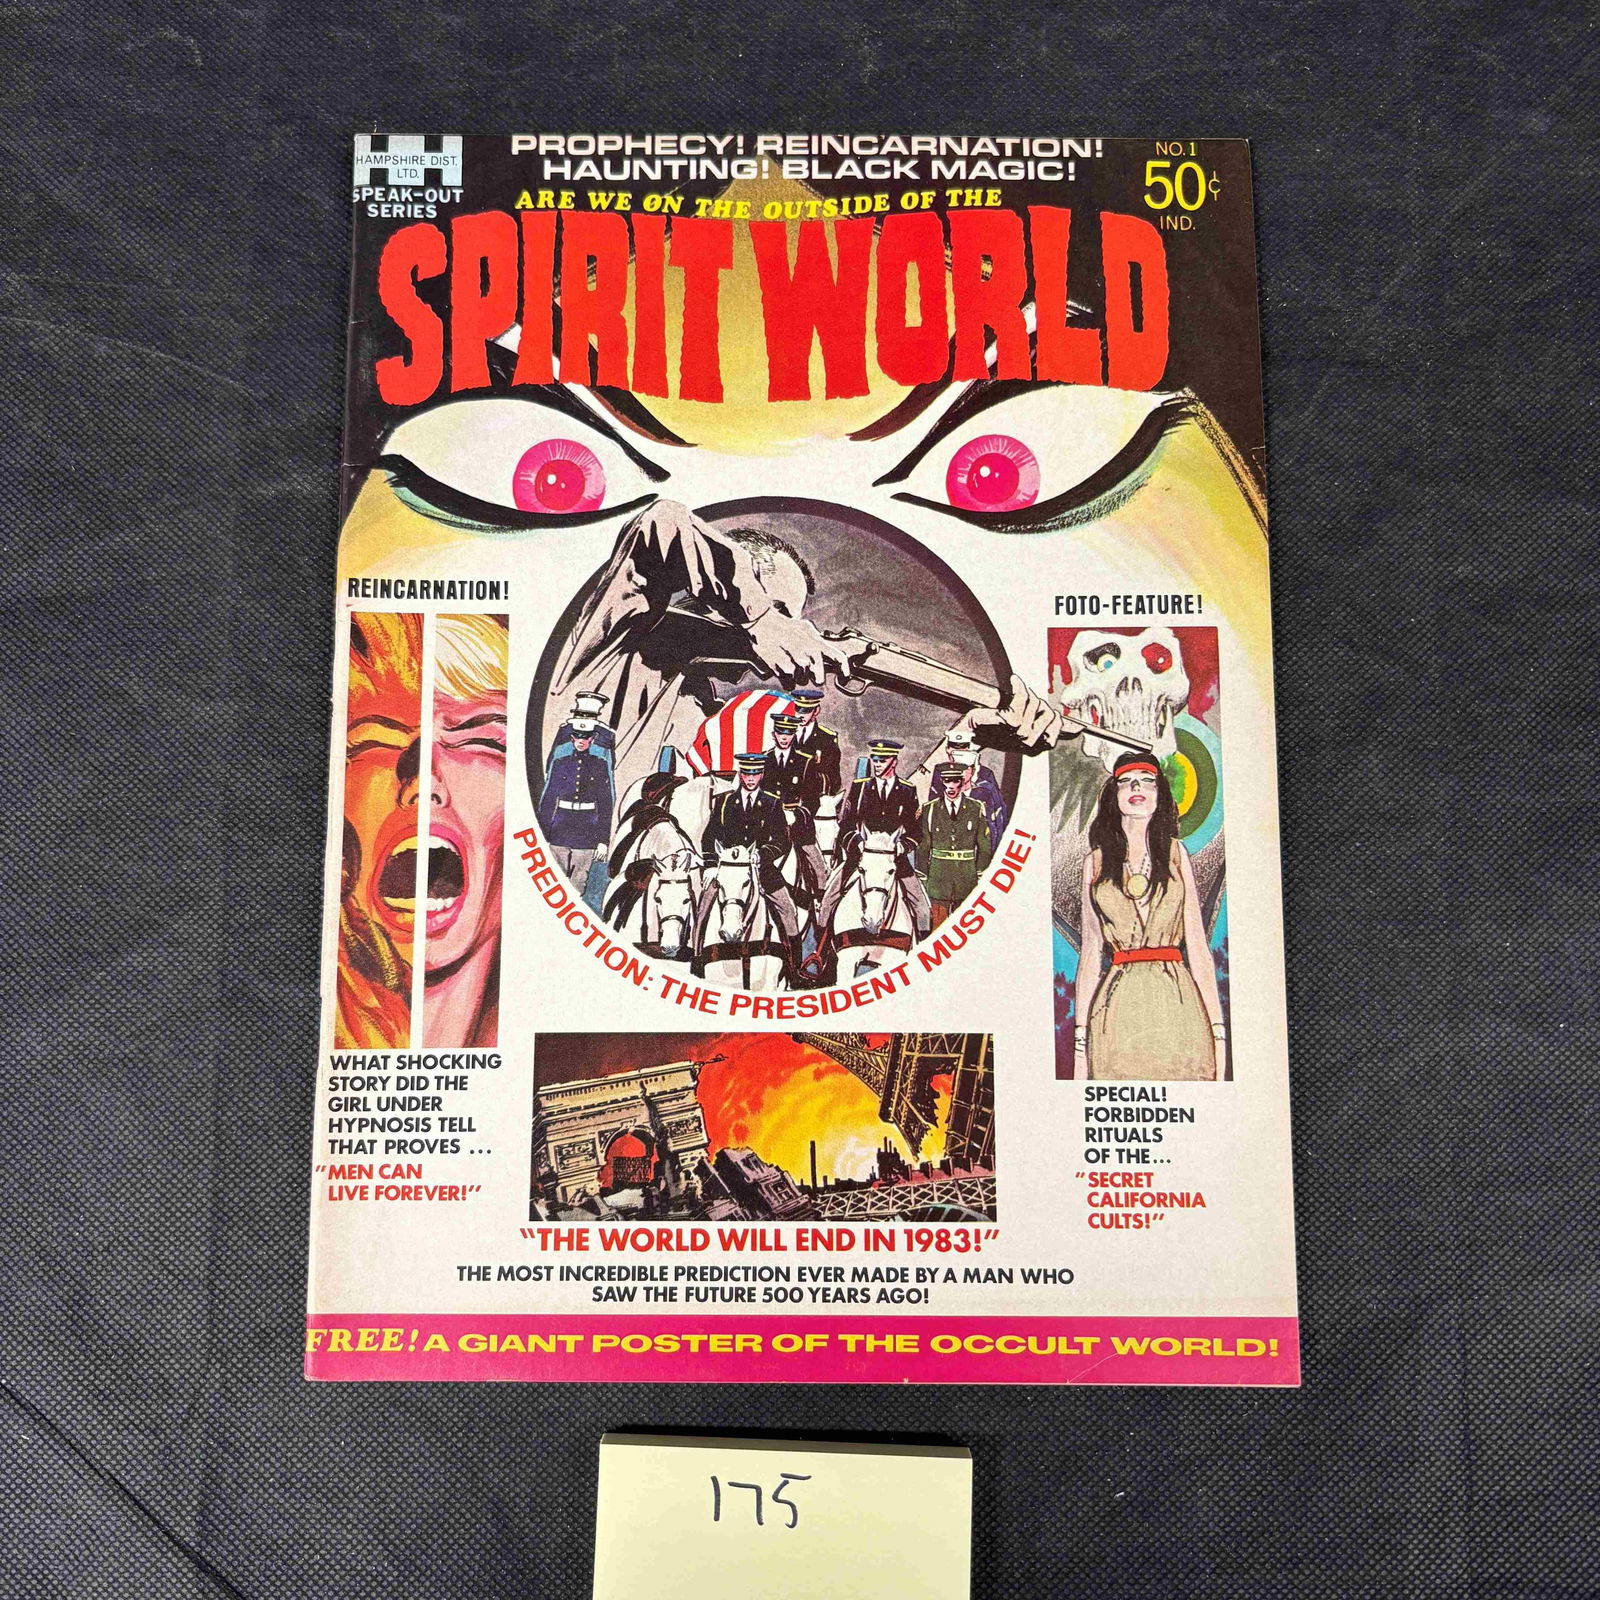 HAMPSHIRE DIST.
LTD.
SPEAK-OUT
SERIES
PROPHECY! REINCARNATION!
HAUNTING! BLACK MAGIC!
NO. 1
50¢
IND.
ARE WE ON THE OUTSIDE OF THE
SPIRIT WORLD
REINCARNATION!
WHAT SHOCKING
STORY DID THE
GIRL UNDER
HYPNOSIS TELL
THAT PROVES ...
"MEN CAN
LIVE FOREVER!"
PREDICTION: THE PRESIDENT MUST DIE!
FOTO-FEATURE!
SPECIAL!
FORBIDDEN
RITUALS
OF THE...
"SECRET
CALIFORNIA
CULTS!"
"THE WORLD WILL END IN 1983!"
THE MOST INCREDIBLE PREDICTION EVER MADE BY A MAN WHO
SAW THE FUTURE 500 YEARS AGO!
FREE! A GIANT POSTER OF THE OCCULT WORLD!
175